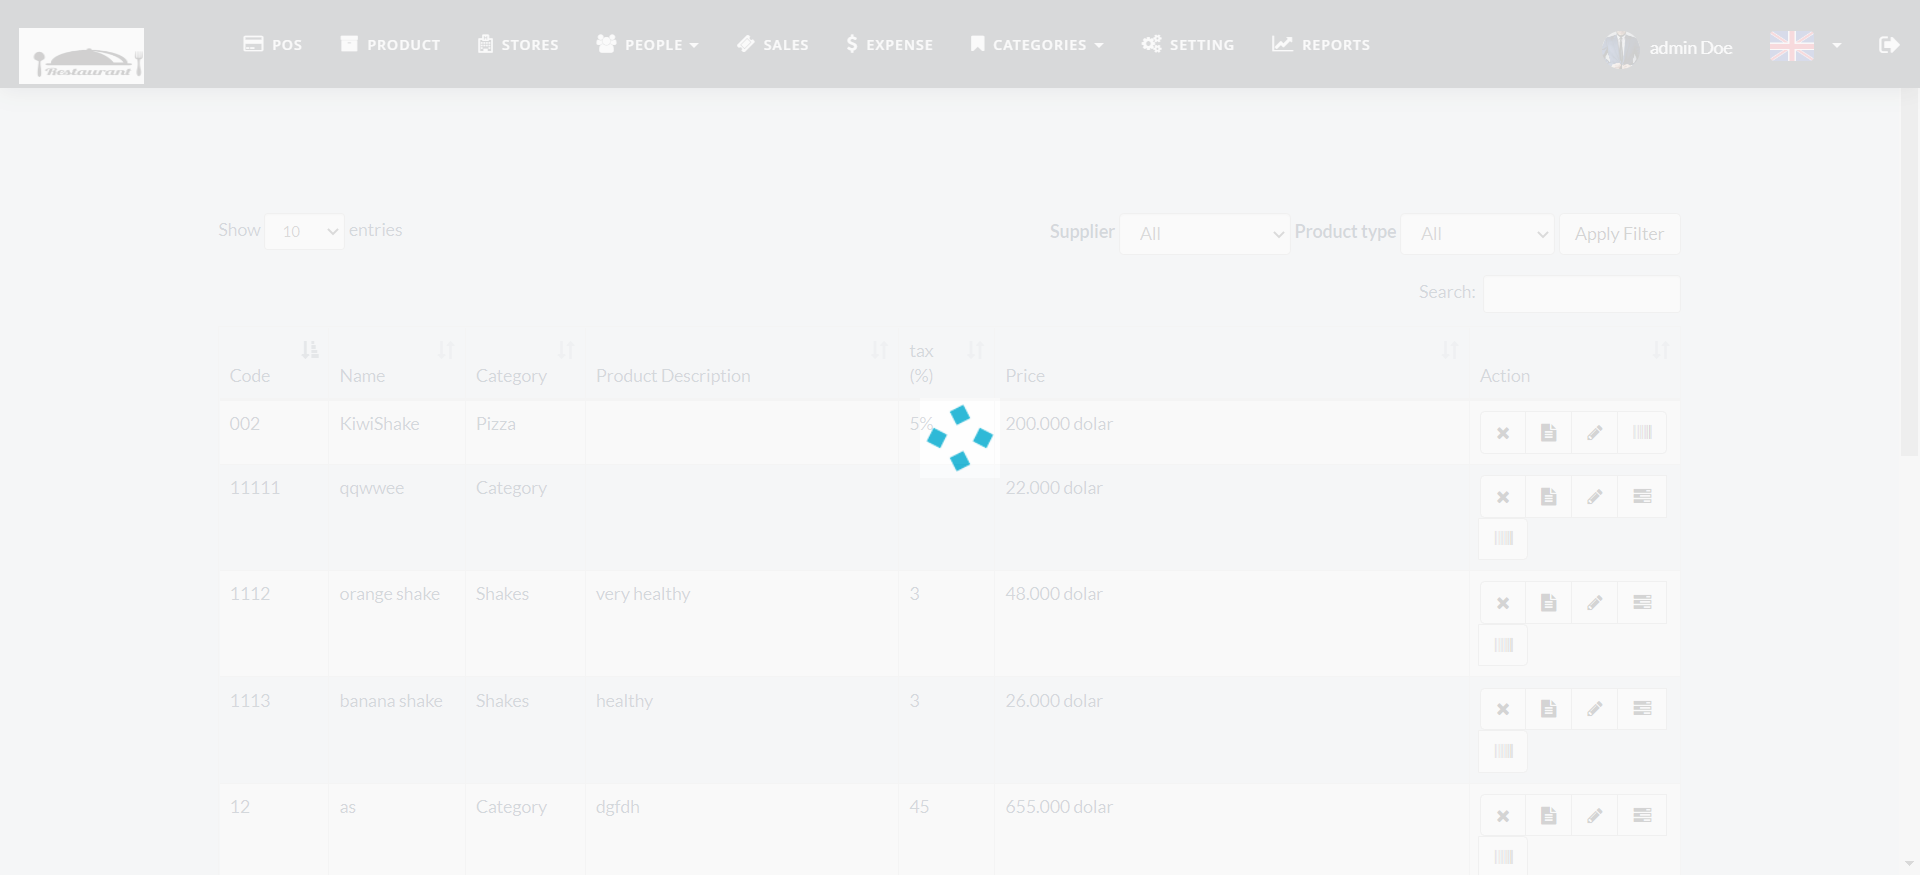 Restaurant
POS PRODUCT STORES PEOPLE SALES EXPENSE CATEGORIES SETTING REPORTS admin Doe
Show 10 entries Supplier All Product type All Apply Filter
Search:
Code Name Category Product Description tax (%) Price Action
002 KiwiShake Pizza 5% 200.000 dolar
11111 qqwwee Category 22.000 dolar
1112 orange shake Shakes very healthy 3 48.000 dolar
1113 banana shake Shakes healthy 3 26.000 dolar
12 as Category dgfdh 45 655.000 dolar